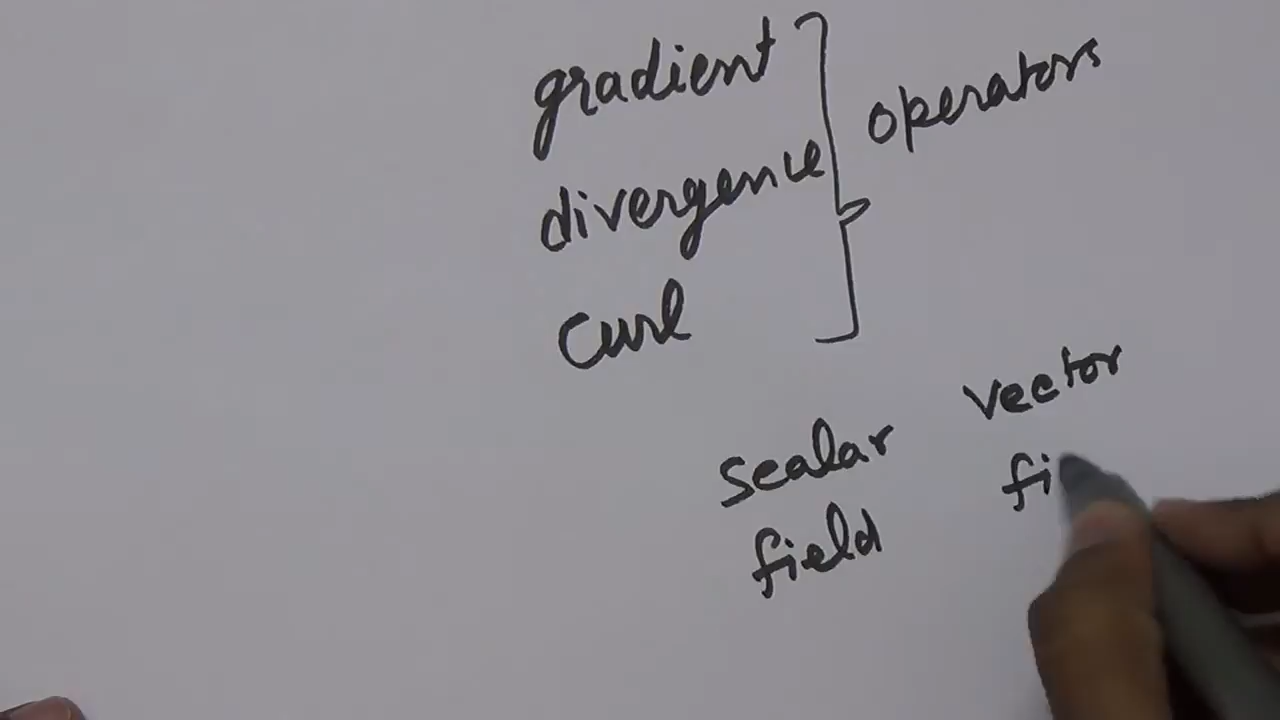 gradient
operators
divergence
Curl
Scalar
field
Vector
fi